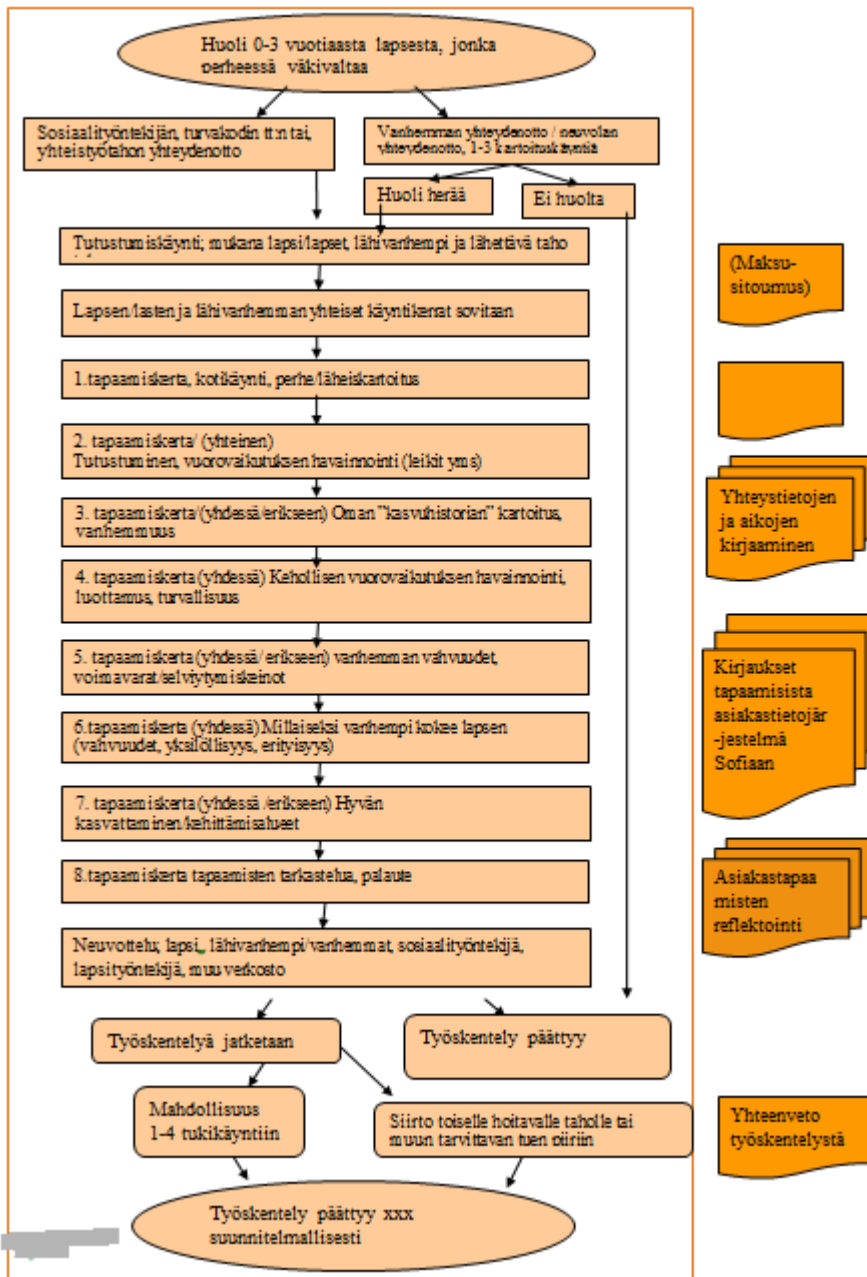 Huoli 0-3 vuotiaasta lapsesta, jonka
perheessä väkivaltaa
Sosiaalityöntekijän, turvakodin tt:n tai,
yhteistyötahon yhteydenotto
Vanhemman yhteydenotto / neuvolan
yhteydenotto, 1-3 kartoituskäyntiä
Huoli herää
Ei huolta
Tutustumiskäynti; mukana lapsi/lapset, lähivanhempi ja lähettävä taho
Lapsen/lasten ja lähivanhemman yhteiset käyntikerrat sovitaan
1.tapaamiskerta, kotikäynti, perhe/läheiskartoitus
2. tapaamiskerta/ (yhteinen)
Tutustuminen, vuorovaikutuksen havainnointi (leikit yms)
3. tapaamiskerta/(yhdessä/erikseen) Oman "kasvuhistorian" kartoitus,
vanhemmuus
4. tapaamiskerta (yhdessä) Kehollisen vuorovaikutuksen havainnointi,
luottamus, turvallisuus
5. tapaamiskerta (yhdessä/ erikseen) vanhemman vahvuudet,
voimavarat/selviytymiskeinot
6.tapaamiskerta (yhdessä) Millaiseksi vanhempi kokee lapsen
(vahvuudet, yksilöllisyys, erityisyys)
7. tapaamiskerta (yhdessä /erikseen) Hyvän
kasvattaminen/kehittämisalueet
8.tapaamiskerta tapaamisten tarkastelua, palaute
Neuvottelu; lapsi,, lähivanhempi/vanhemmat, sosiaalityöntekijä,
lapsityöntekijä, muu verkosto
Työskentelyä jatketaan
Työskentely päättyy
Mahdollisuus
1-4 tukikäyntiin
Siirto toiselle hoitavalle taholle tai
muun tarvittavan tuen piiriin
Työskentely päättyy xxx
suunnitelmallisesti
(Maksu-
sitoumus)
Yhteystietojen
ja aikojen
kirjaaminen
Kirjaukset
tapaamisista
asiakastietojär
-jestelmä
Sofiaan
Asiakastapaa
misten
reflektointi
Yhteenveto
työskentelystä